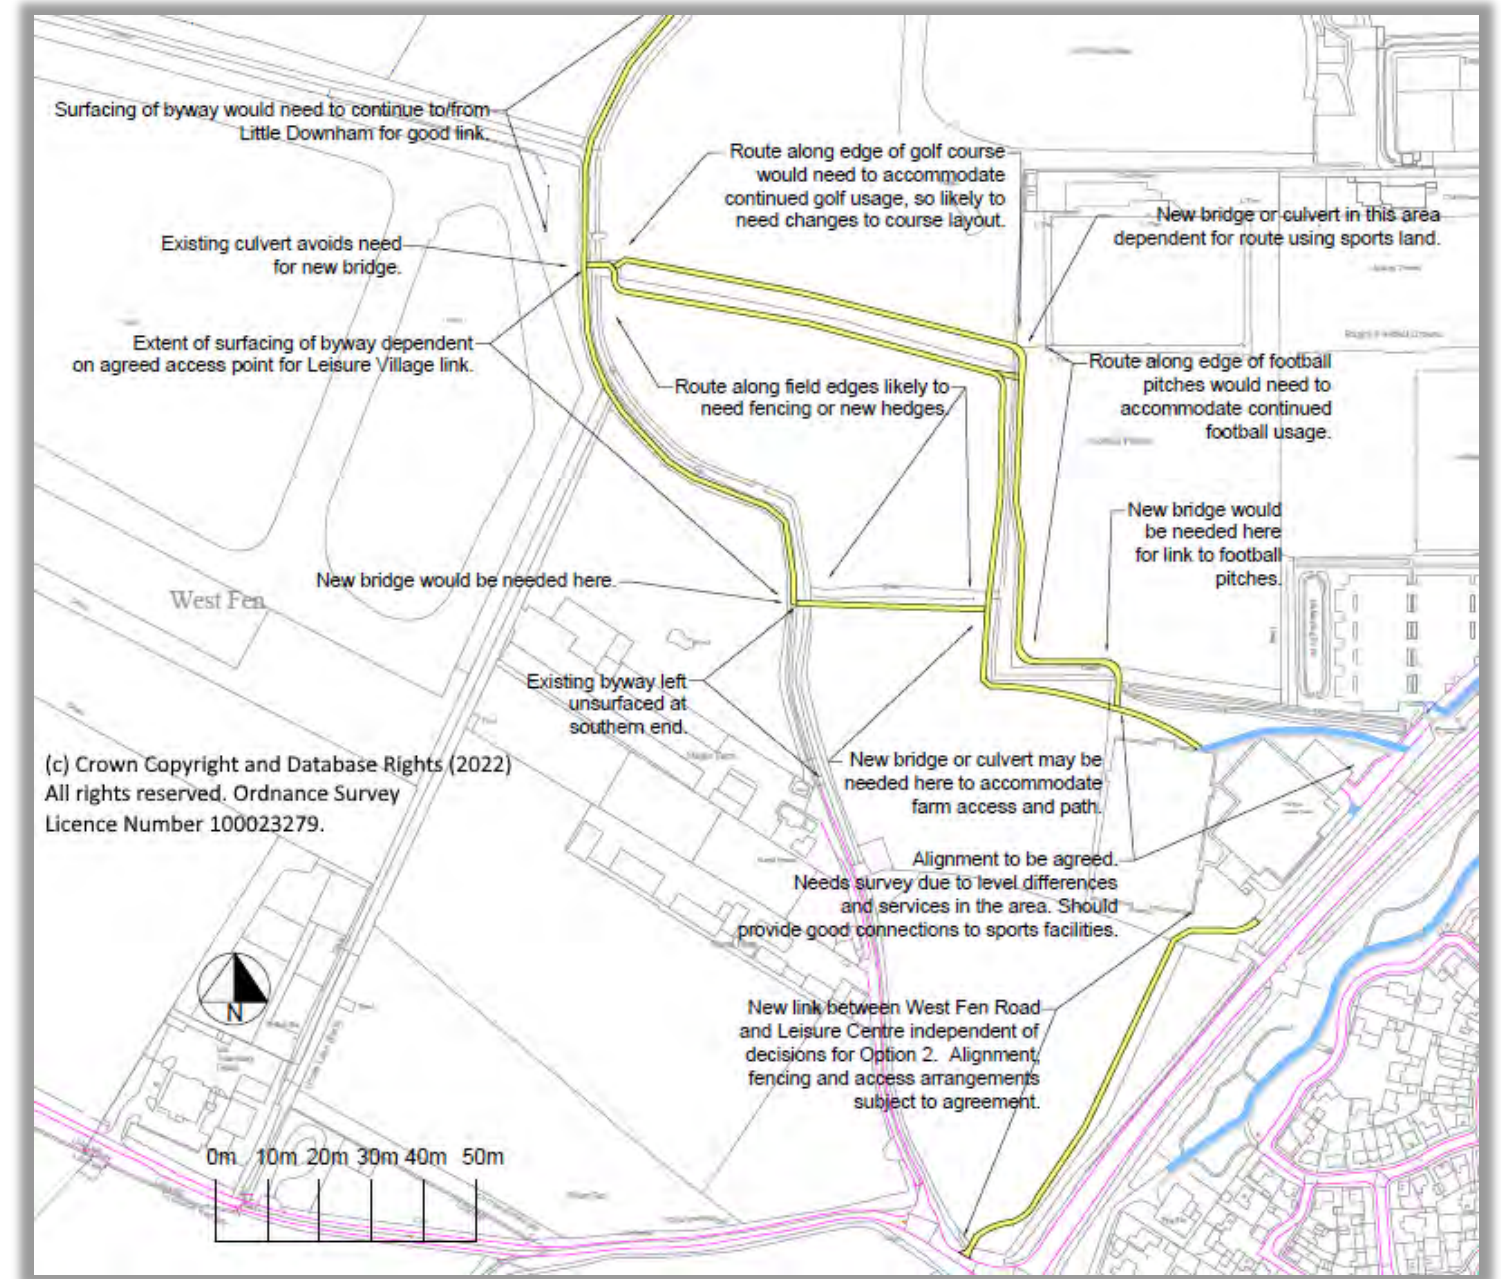 Surfacing of byway would need to continue to/from
Little Downham for good link.
Route along edge of golf course
would need to accommodate
continued golf usage, so likely to
need changes to course layout.
New bridge or culvert in this area
dependent for route using sports land.
Existing culvert avoids need
for new bridge.
Extent of surfacing of byway dependent
on agreed access point for Leisure Village link.
Route along field edges likely to
need fencing or new hedges.
Route along edge of football
pitches would need to
accommodate continued
football usage.
New bridge would
be needed here
for link to football
pitches.
New bridge would be needed here.
West Fen
Existing byway left
unsurfaced at
southern end.
(c) Crown Copyright and Database Rights (2022)
All rights reserved. Ordnance Survey
Licence Number 100023279.
New bridge or culvert may be
needed here to accommodate
farm access and path.
Alignment to be agreed.
Needs survey due to level differences
and services in the area. Should
provide good connections to sports facilities.
N
New link between West Fen Road
and Leisure Centre independent of
decisions for Option 2. Alignment,
fencing and access arrangements
subject to agreement.
0m 10m 20m 30m 40m 50m